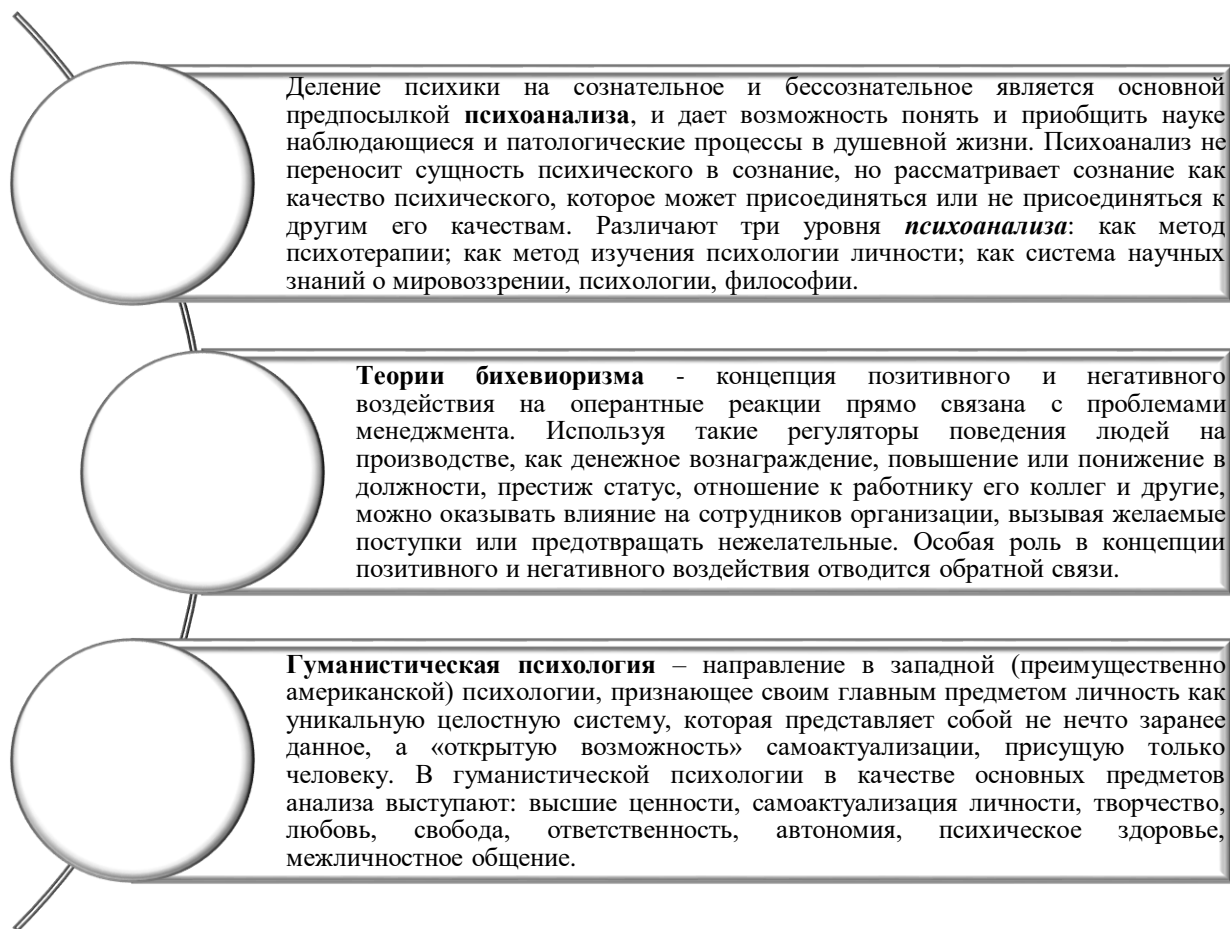 Деление психики на сознательное и бессознательное является основной
предпосылкой психоанализа, и дает возможность понять и приобщить науке
наблюдающиеся и патологические процессы в душевной жизни. Психоанализ не
переносит сущность психического в сознание, но рассматривает сознание как
качество психического, которое может присоединяться или не присоединяться к
другим его качествам. Различают три уровня психоанализа: как метод
психотерапии; как метод изучения психологии личности; как система научных
знаний о мировоззрении, психологии, философии.
Теории бихевиоризма - концепция позитивного и негативного
воздействия на оперантные реакции прямо связана с проблемами
менеджмента. Используя такие регуляторы поведения людей на
производстве, как денежное вознаграждение, повышение или понижение в
должности, престиж статус, отношение к работнику его коллег и другие,
можно оказывать влияние на сотрудников организации, вызывая желаемые
поступки или предотвращать нежелательные. Особая роль в концепции
позитивного и негативного воздействия отводится обратной связи.
Гуманистическая психология – направление в западной (преимущественно
американской) психологии, признающее своим главным предметом личность как
уникальную целостную систему, которая представляет собой не нечто заранее
данное, а «открытую возможность» самоактуализации, присущую только
человеку. В гуманистической психологии в качестве основных предметов
анализа выступают: высшие ценности, самоактуализация личности, творчество,
любовь, свобода, ответственность, автономия, психическое здоровье,
межличностное общение.